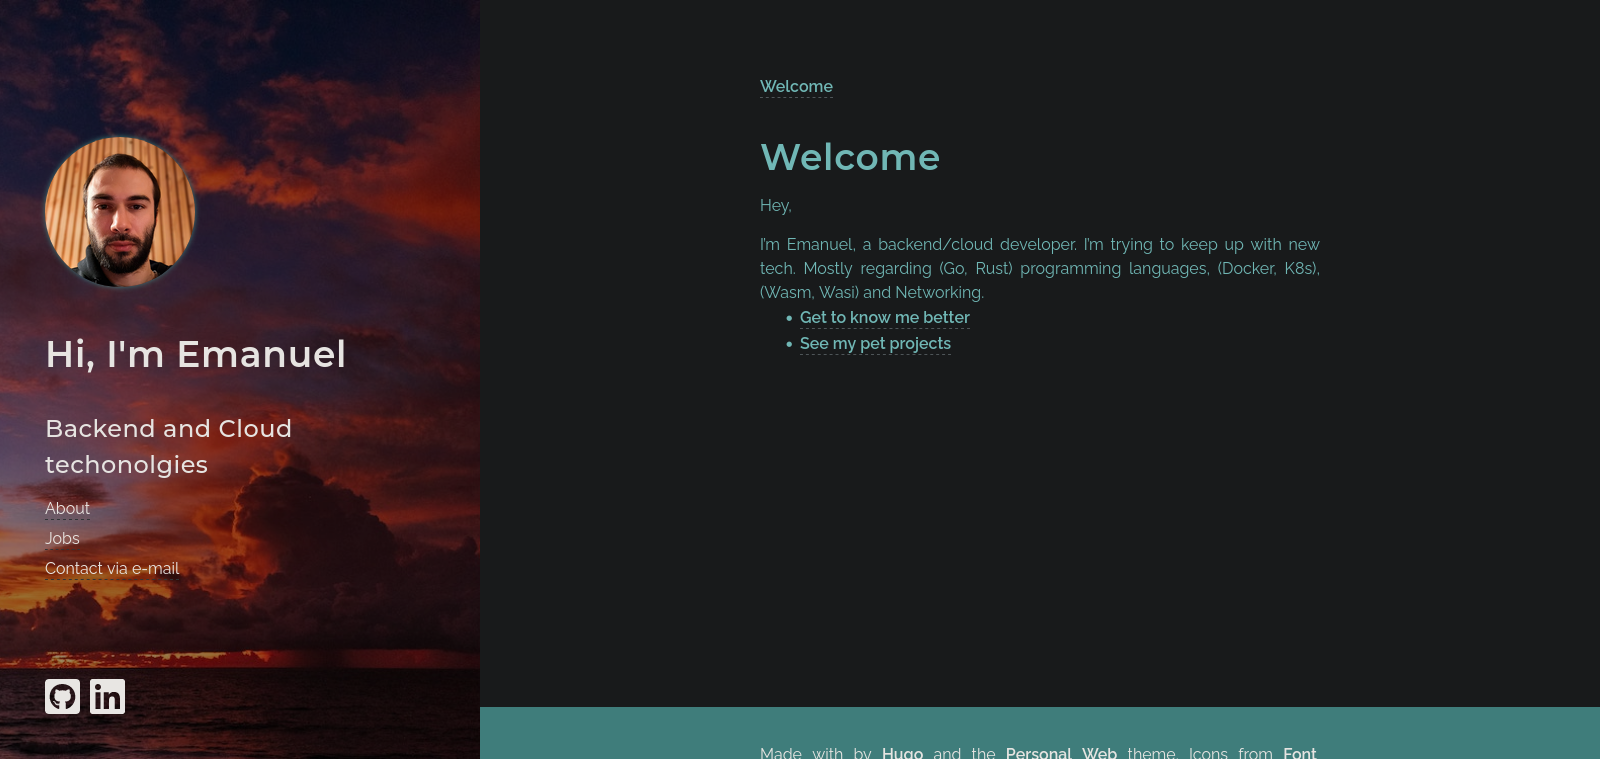 Hi, I'm Emanuel
Backend and Cloud
techonolgies
About
Jobs
Contact via e-mail
in
Welcome
Welcome
Hey,
I'm Emanuel, a backend/cloud developer. I'm trying to keep up with new
tech. Mostly regarding (Go, Rust) programming languages, (Docker, K8s),
(Wasm, Wasi) and Networking.
• Get to know me better
• See my pet projects
Made with by Hugo and the Personal Web theme. Icons from Font